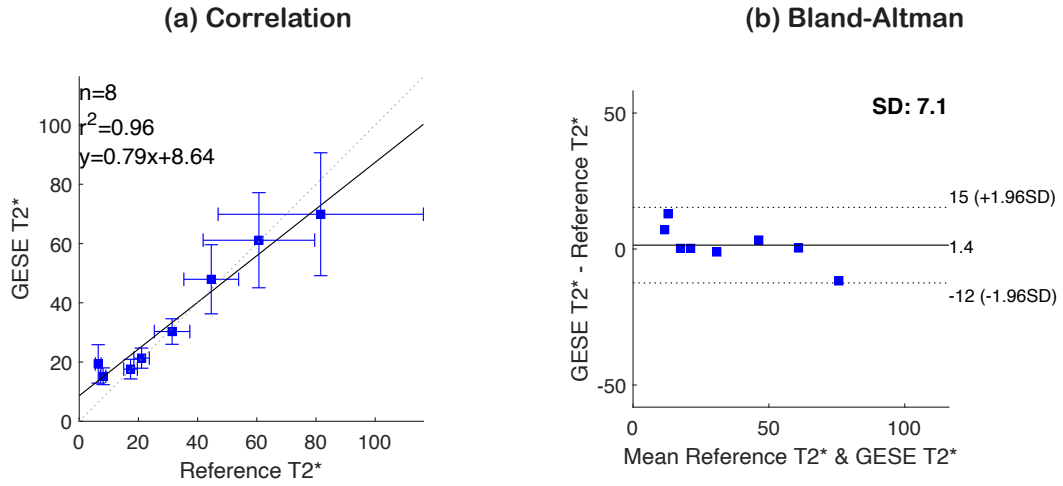 (a) Correlation
n=8
r²=0.96
y=0.79x+8.64
GESE T2*
100
80
60
40
20
0
0 20 40 60 80 100
Reference T2*
(b) Bland-Altman
SD: 7.1
GESE T2* - Reference T2*
50
0
-50
15 (+1.96SD)
1.4
-12 (-1.96SD)
0 50 100
Mean Reference T2* & GESE T2*